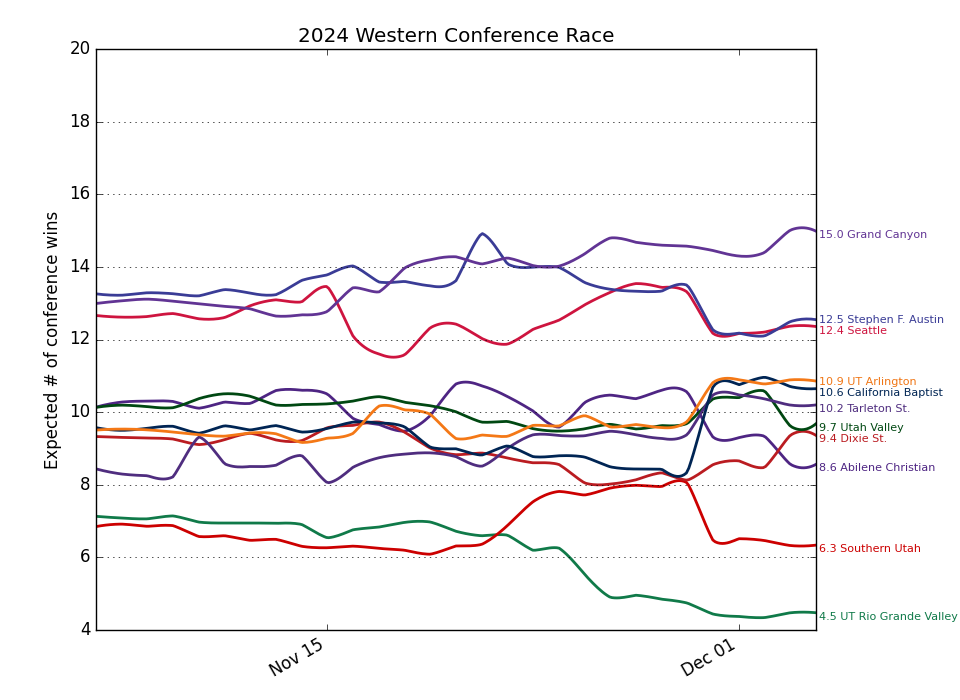 2024 Western Conference Race
Expected # of conference wins
20
18
16
14
12
10
8
6
4
Nov 15
Dec 01
15.0 Grand Canyon
12.5 Stephen F. Austin
12.4 Seattle
10.9 UT Arlington
10.6 California Baptist
10.2 Tarleton St.
9.7 Utah Valley
9.4 Dixie St.
8.6 Abilene Christian
6.3 Southern Utah
4.5 UT Rio Grande Valley